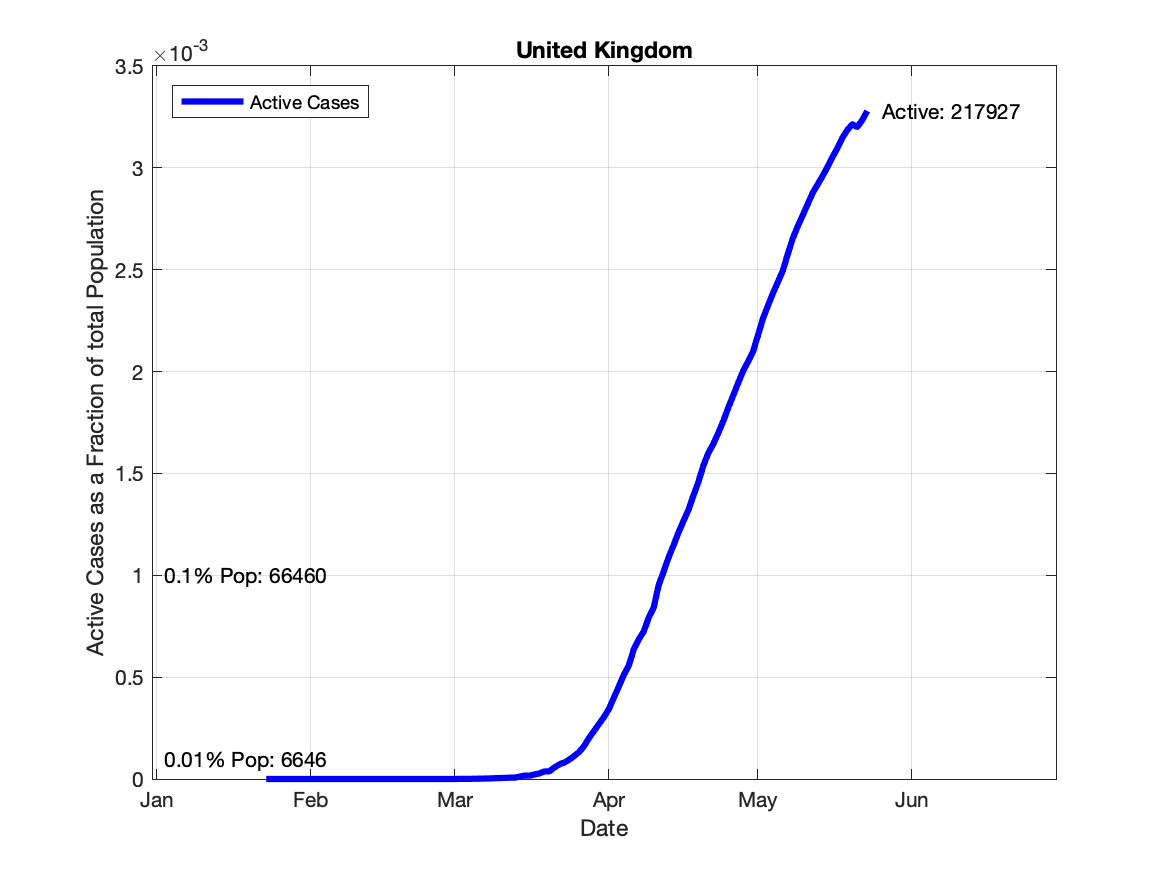 United Kingdom
×10-3
3.5
3
2.5
2
1.5
1
0.5
0
Active Cases as a Fraction of total Population
Active Cases
Active: 217927
0.1% Pop: 66460
0.01% Pop: 6646
Jan Feb Mar Apr May Jun
Date